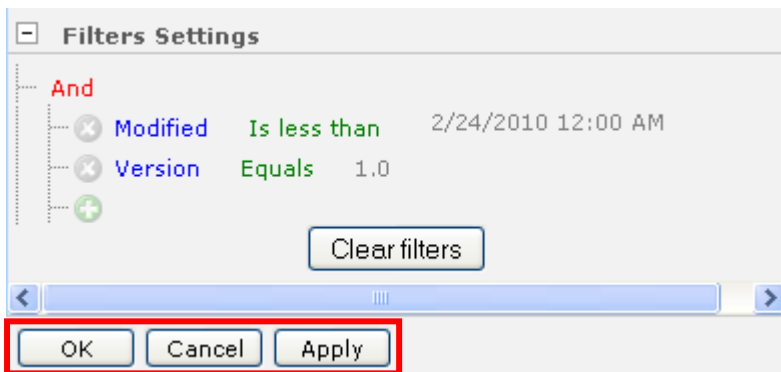 Filters Settings
And
Modified Is less than 2/24/2010 12:00 AM
Version Equals 1.0
Clear filters
OK Cancel Apply